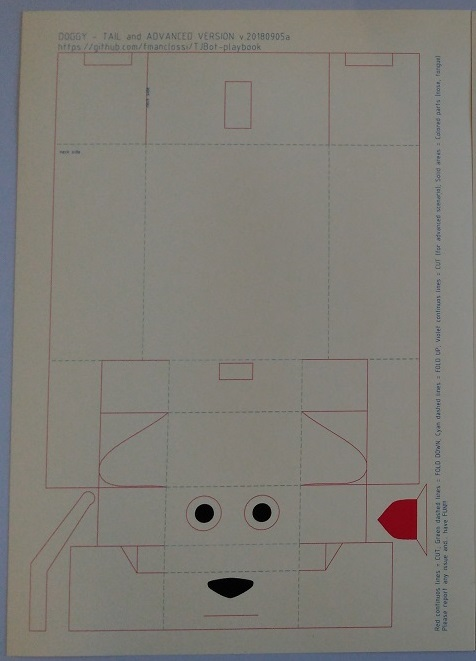 DOGGY - TAIL and ADVANCED VERSION v.20180905a
https://github.com/fmanclossi/TJBot-playbook
Red continuos lines = CUT; Green dashed lines = FOLD DOWN; Cyan dashed lines = FOLD UP; Violet continuos lines = CUT (for advanced scenario); Solid areas = Colored parts (nose, tongue)
Please report any issue and... have FUN!!!